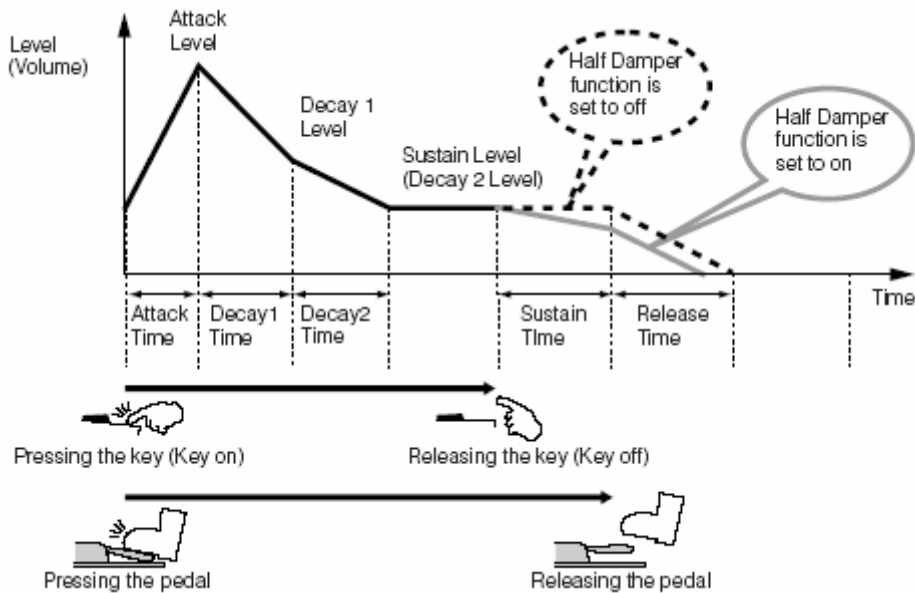 Attack
Level
Level
(Volume)
Half Damper
function is
set to off
Decay 1
Level
Half Damper
function is
set to on
Sustain Level
(Decay 2 Level)
Time
Attack
Time
Decay1
Time
Decay2
Time
Sustain
TIme
Release
Time
Pressing the key (Key on)
Releasing the key (Key off)
Pressing the pedal
Releasing the pedal